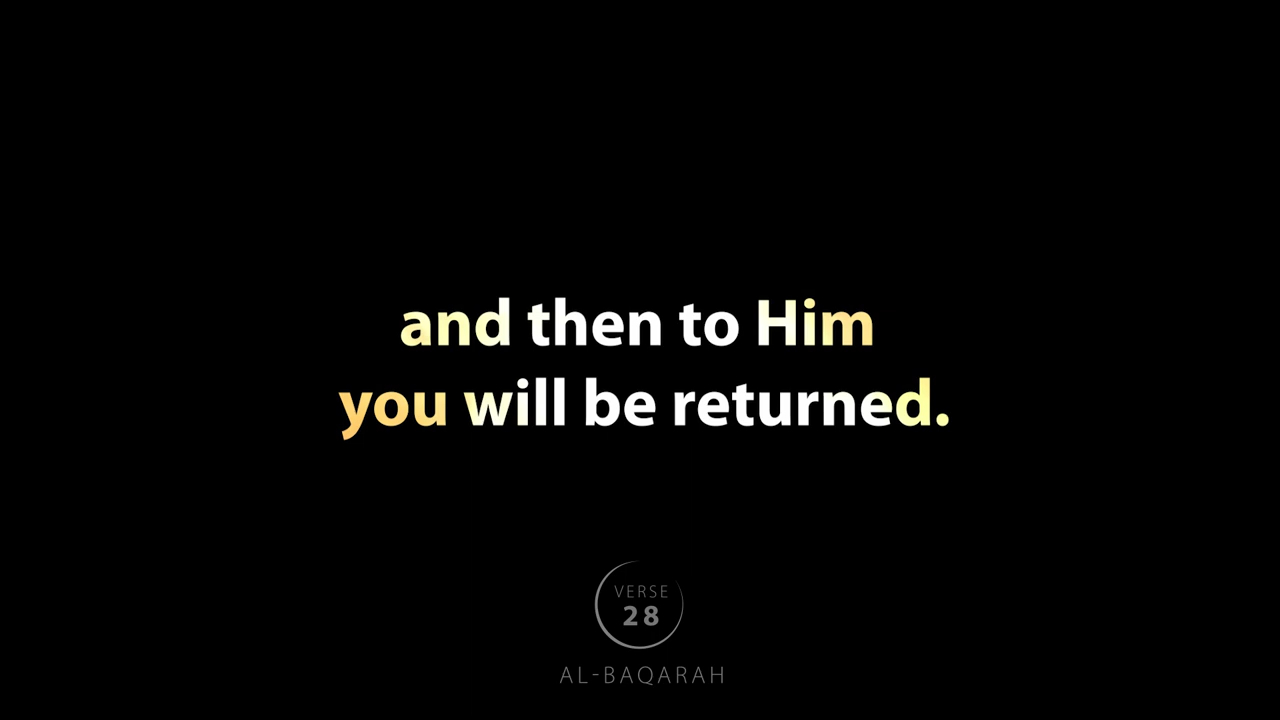 and then to Him
you will be returned.
VERSE
28
AL-BAQARAH